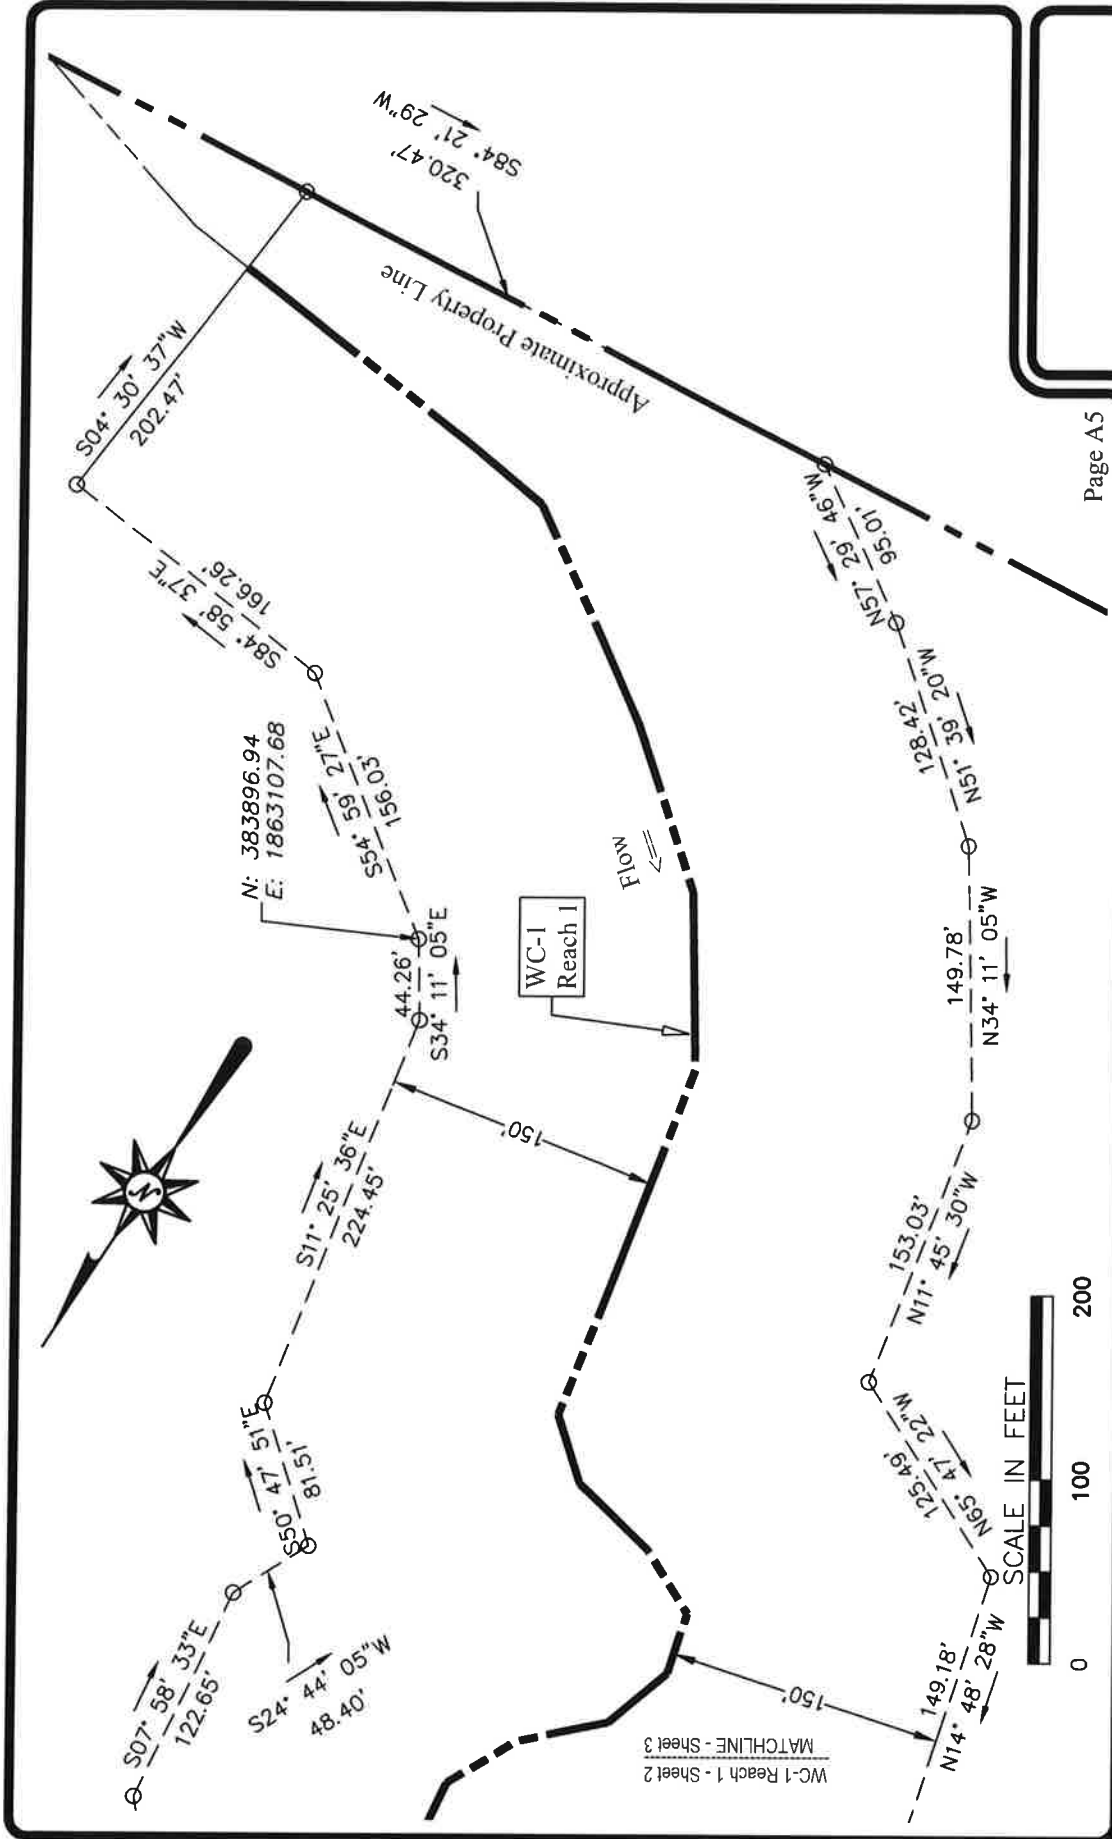 S84° 21' 29"W
320.47'
Approximate Property Line
S04° 30' 37"W
202.47'
S84° 58' 37"E
166.26'
N: 383896.94
E: 1863107.68
S54° 59' 27"E
156.03'
44.26'
S34° 11' 05"E
S11° 25' 36"E
224.45'
S50° 47' 51"E
81.51'
S24° 44' 05"W
48.40'
S07° 58' 33"E
122.65'
N
150'
WC-1
Reach 1
Flow
N57° 29' 46"W
95.01'
128.42'
N51° 39' 20"W
149.78'
N34° 11' 05"W
153.03'
N11° 45' 30"W
125.49'
N65° 47' 22"W
149.18'
N14° 48' 28"W
150'
WC-1 Reach 1 - Sheet 2
MATCHLINE - Sheet 3
SCALE IN FEET
0 100 200
Page A5